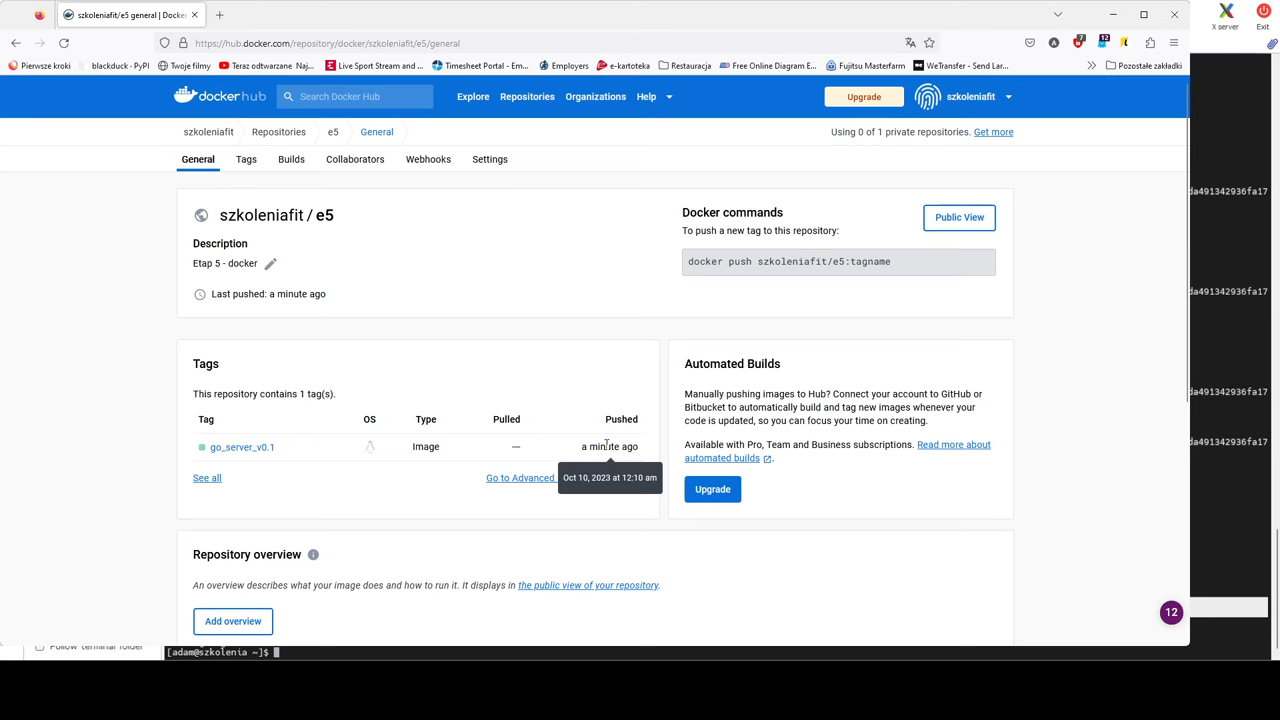 szkoleniafit/e5 general | Docker
X server
Exit
https://hub.docker.com/repository/docker/szkoleniafit/e5/general
7
12
Pierwsze kroki
blackduck · PyPI
Twoje filmy
Teraz odtwarzane Naj...
Live Sport Stream and ...
Timesheet Portal - Em...
Employers
e-kartoteka
Restauracja
Free Online Diagram E...
Fujitsu Masterfarm
WeTransfer - Send Lar...
Pozostałe zakładki
dockerhub
Search Docker Hub
Explore
Repositories
Organizations
Help
Upgrade
szkoleniafit
szkoleniafit
Repositories
e5
General
Using 0 of 1 private repositories. Get more
General
Tags
Builds
Collaborators
Webhooks
Settings
szkoleniafit / e5
Description
Etap 5 - docker
Last pushed: a minute ago
Docker commands
To push a new tag to this repository:
Public View
docker push szkoleniafit/e5:tagname
Tags
This repository contains 1 tag(s).
Tag
OS
Type
Pulled
Pushed
go_server_v0.1
Image
---
a minute ago
See all
Go to Advanced
Oct 10, 2023 at 12:10 am
Automated Builds
Manually pushing images to Hub? Connect your account to GitHub or
Bitbucket to automatically build and tag new images whenever your
code is updated, so you can focus your time on creating.
Available with Pro, Team and Business subscriptions. Read more about
automated builds.
Upgrade
Repository overview
An overview describes what your image does and how to run it. It displays in the public view of your repository.
Add overview
12
da491342936fa17
da491342936fa17
da491342936fa17
da491342936fa17
Follow terminal folder
[adam@szkolenia ~]$